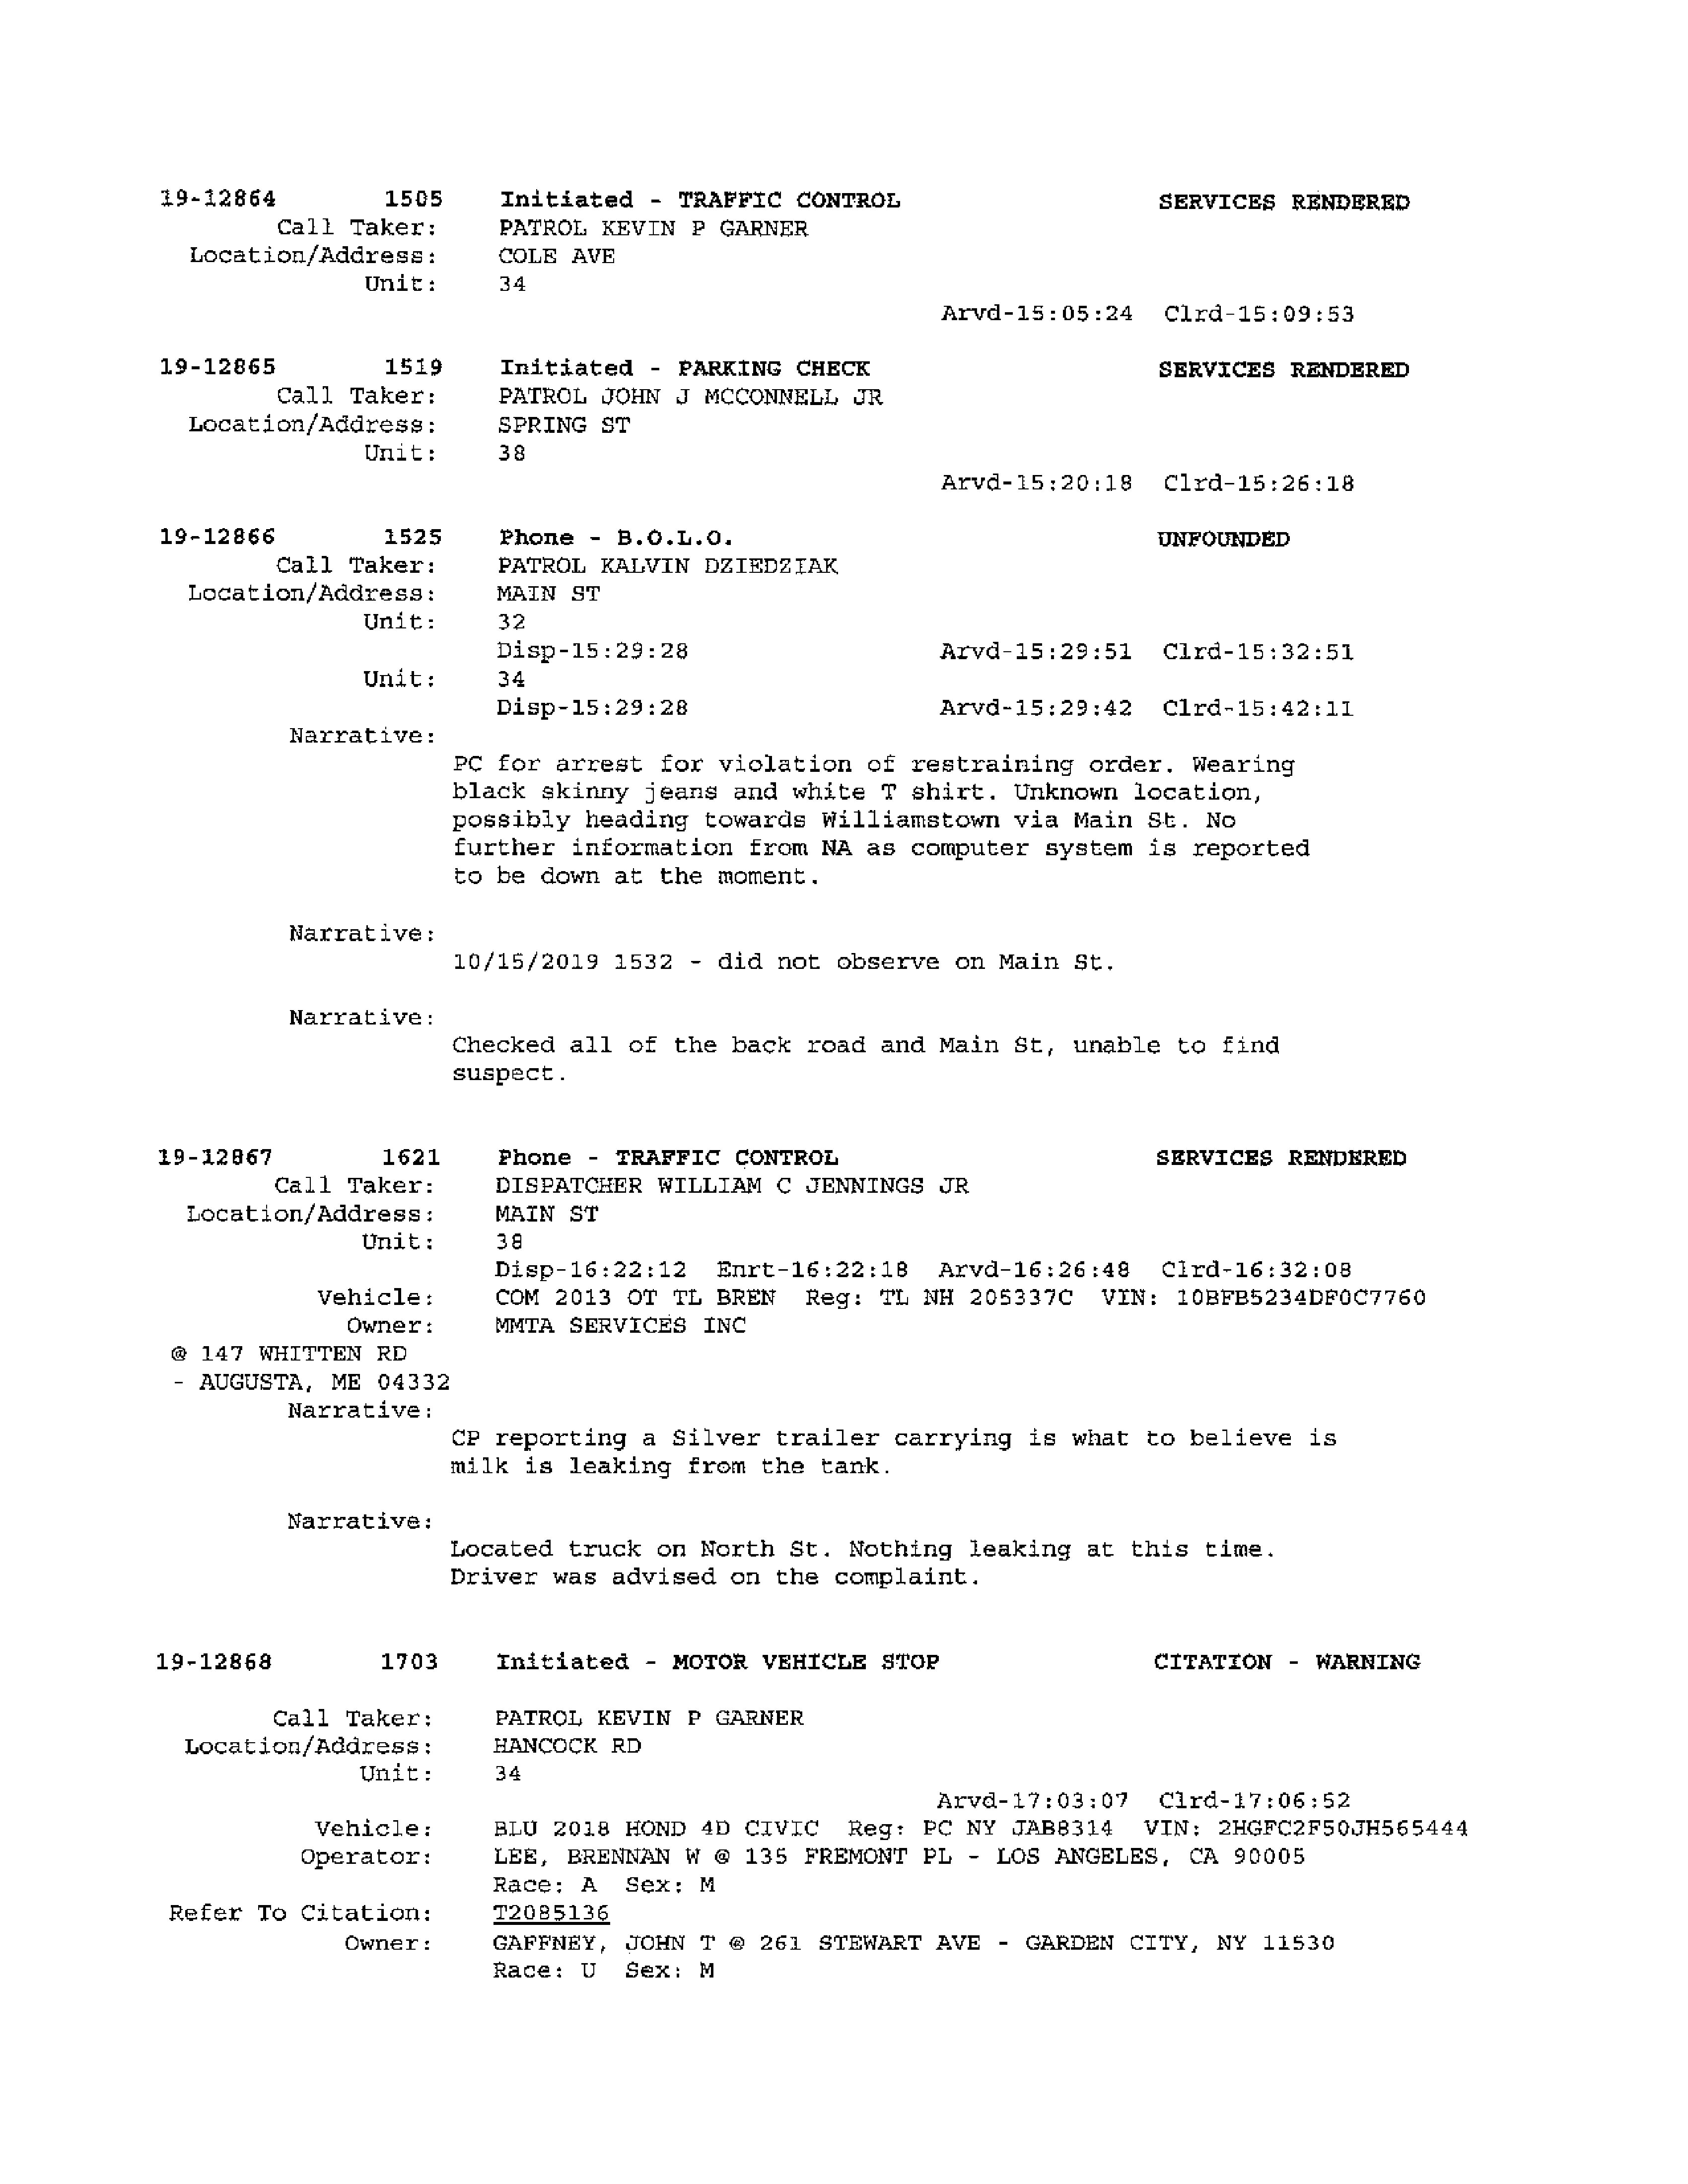 19-12864 1505 Initiated - TRAFFIC CONTROL SERVICES RENDERED
Call Taker: PATROL KEVIN P GARNER
Location/Address: COLE AVE
Unit: 34
Arvd-15:05:24 Clrd-15:09:53
19-12865 1519 Initiated - PARKING CHECK SERVICES RENDERED
Call Taker: PATROL JOHN J MCCONNELL JR
Location/Address: SPRING ST
Unit: 38
Arvd-15:20:18 Clrd-15:26:18
19-12866 1525 Phone - B.O.L.O. UNFOUNDED
Call Taker: PATROL KALVIN DZIEDZIAK
Location/Address: MAIN ST
Unit: 32
Disp-15:29:28 Arvd-15:29:51 Clrd-15:32:51
Unit: 34
Disp-15:29:28 Arvd-15:29:42 Clrd-15:42:11
Narrative:
PC for arrest for violation of restraining order. Wearing
black skinny jeans and white T shirt. Unknown location,
possibly heading towards Williamstown via Main St. No
further information from NA as computer system is reported
to be down at the moment.
Narrative:
10/15/2019 1532 - did not observe on Main St.
Narrative:
Checked all of the back road and Main St, unable to find
suspect.
19-12867 1621 Phone - TRAFFIC CONTROL SERVICES RENDERED
Call Taker: DISPATCHER WILLIAM C JENNINGS JR
Location/Address: MAIN ST
Unit: 38
Disp-16:22:12 Enrt-16:22:18 Arvd-16:26:48 Clrd-16:32:08
Vehicle: COM 2013 OT TL BREN Reg: TL NH 205337C VIN: 10BFB5234DF0C7760
Owner: MMTA SERVICES INC
@ 147 WHITTEN RD
- AUGUSTA, ME 04332
Narrative:
CP reporting a Silver trailer carrying is what to believe is
milk is leaking from the tank.
Narrative:
Located truck on North St. Nothing leaking at this time.
Driver was advised on the complaint.
19-12868 1703 Initiated - MOTOR VEHICLE STOP CITATION - WARNING
Call Taker: PATROL KEVIN P GARNER
Location/Address: HANCOCK RD
Unit: 34
Arvd-17:03:07 Clrd-17:06:52
Vehicle: BLU 2018 HOND 4D CIVIC Reg: PC NY JAB8314 VIN: 2HGFC2F50JH565444
Operator: LEE, BRENNAN W @ 135 FREMONT PL - LOS ANGELES, CA 90005
Race: A Sex: M
Refer To Citation: T2085136
Owner: GAFFNEY, JOHN T @ 261 STEWART AVE - GARDEN CITY, NY 11530
Race: U Sex: M